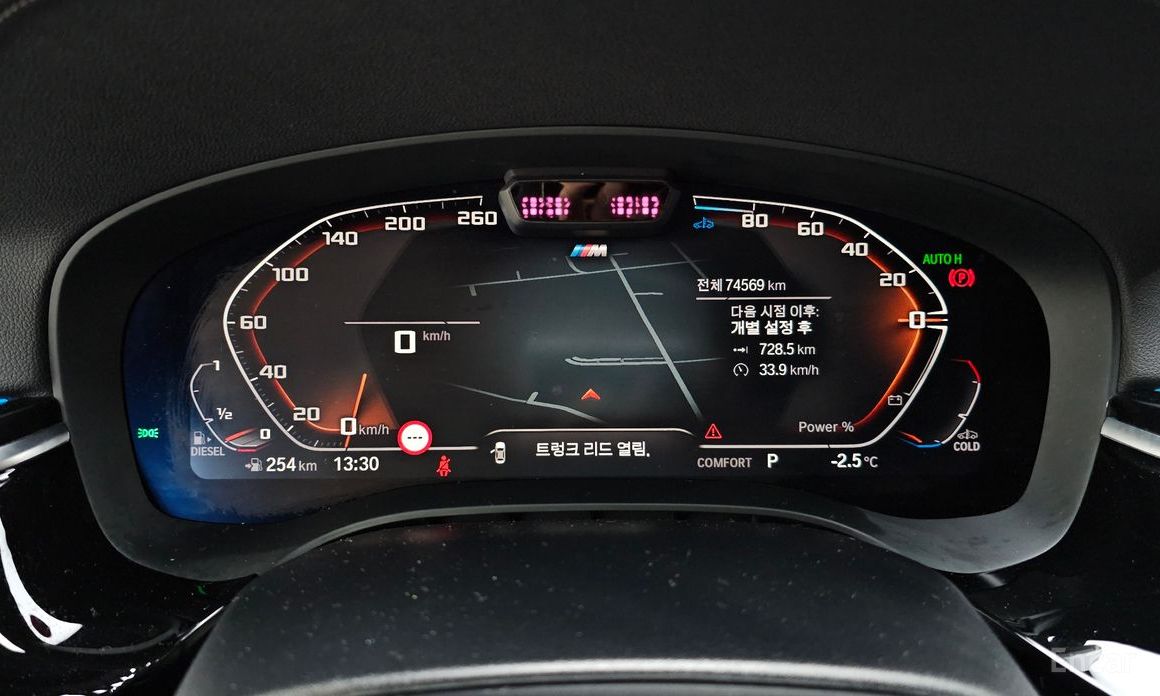 260
200
140
100
60
40
20
0 km/h
0 km/h
1
1/2
0
DIESEL
254 km
13:30
---
M
전체 74569 km
다음 시점 이후:
개별 설정 후
728.5 km
33.9 km/h
트렁크 리드 열림.
80
60
40
20
0
AUTO H
P
Power %
COLD
COMFORT P
-2.5 °C
Encar